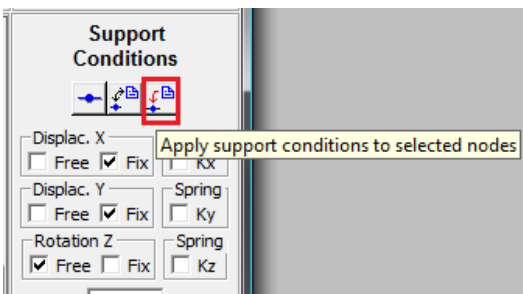 Support
Conditions
Displac. X
Free Fix Kx
Apply support conditions to selected nodes
Displac. Y Spring
Free Fix Ky
Rotation Z Spring
Free Fix Kz